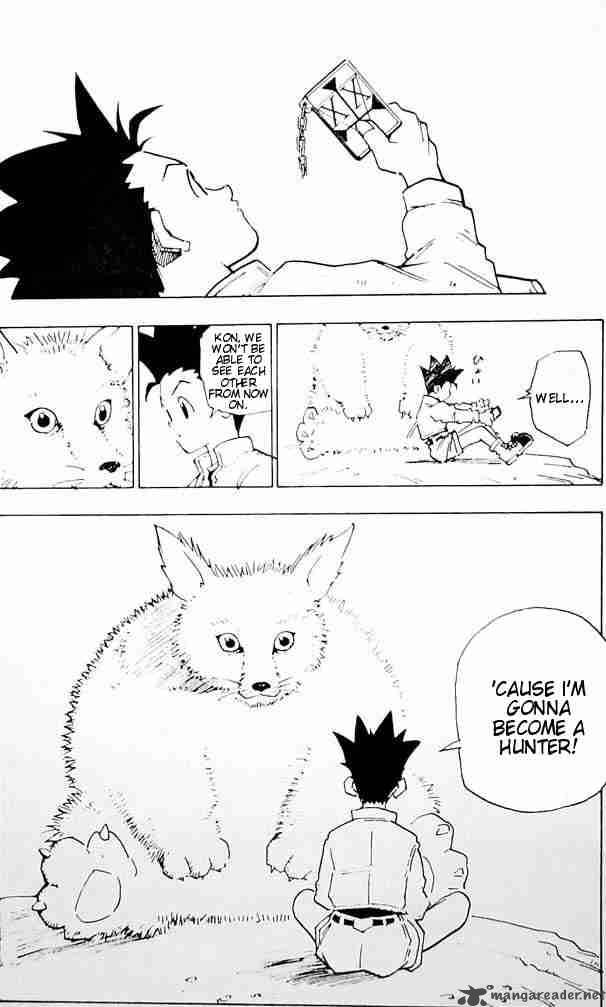 WELL...
KON, WE
WON'T BE
ABLE TO
SEE EACH
OTHER
FROM NOW
ON.
'CAUSE I'M
GONNA
BECOME A
HUNTER!
mangareader.net